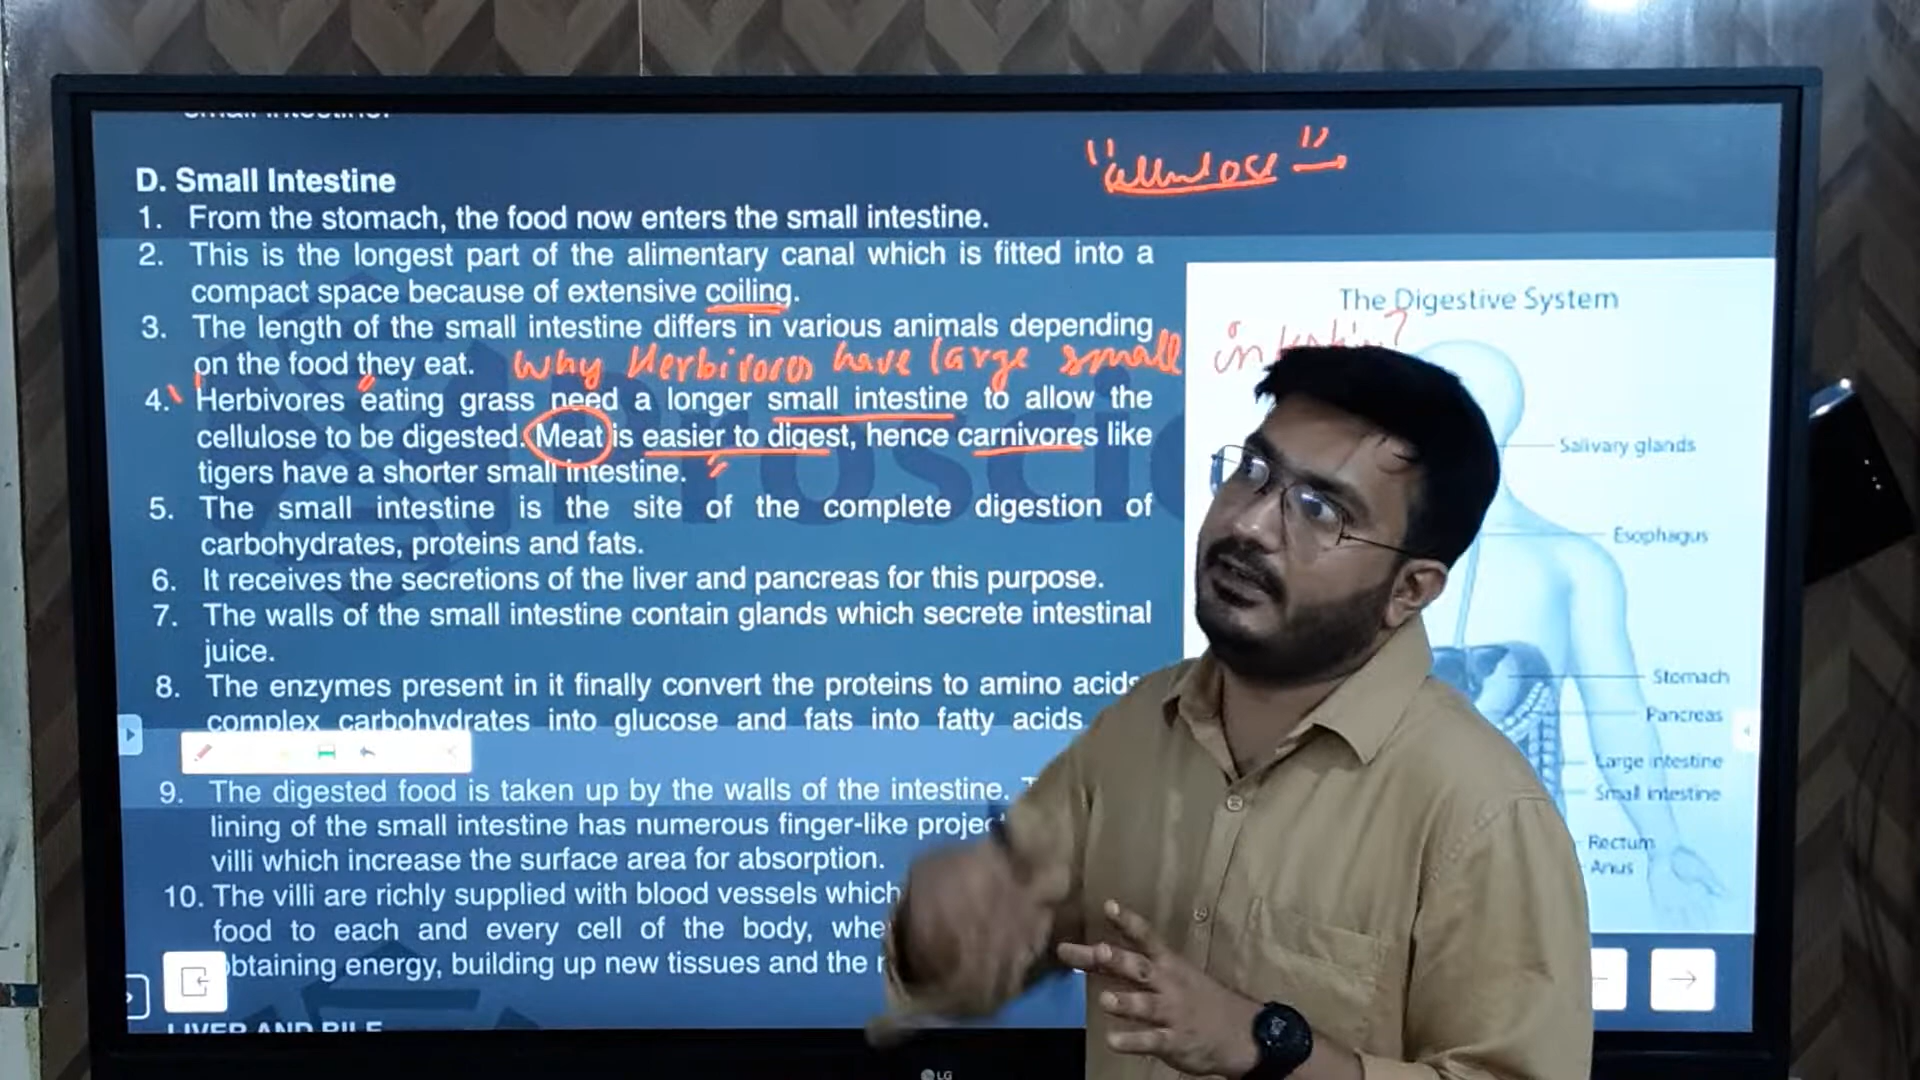 "cellulose" →
D. Small Intestine
1. From the stomach, the food now enters the small intestine.
2. This is the longest part of the alimentary canal which is fitted into a
compact space because of extensive coiling.
3. The length of the small intestine differs in various animals depending
on the food they eat. Why Herbivores have large small intestine?
4. Herbivores eating grass need a longer small intestine to allow the
cellulose to be digested. Meat is easier to digest, hence carnivores like
tigers have a shorter small intestine.
5. The small intestine is the site of the complete digestion of
carbohydrates, proteins and fats.
6. It receives the secretions of the liver and pancreas for this purpose.
7. The walls of the small intestine contain glands which secrete intestinal
juice.
8. The enzymes present in it finally convert the proteins to amino acids
complex carbohydrates into glucose and fats into fatty acids
9. The digested food is taken up by the walls of the intestine.
lining of the small intestine has numerous finger-like
villi which increase the surface area for absorption.
10. The villi are richly supplied with blood vessels which
food to each and every cell of the body,
obtaining energy, building up new tissues and the
LIVER AND BILE
The Digestive System
Salivary glands
Esophagus
Stomach
Pancreas
Large intestine
Small intestine
Rectum
Anus
LG